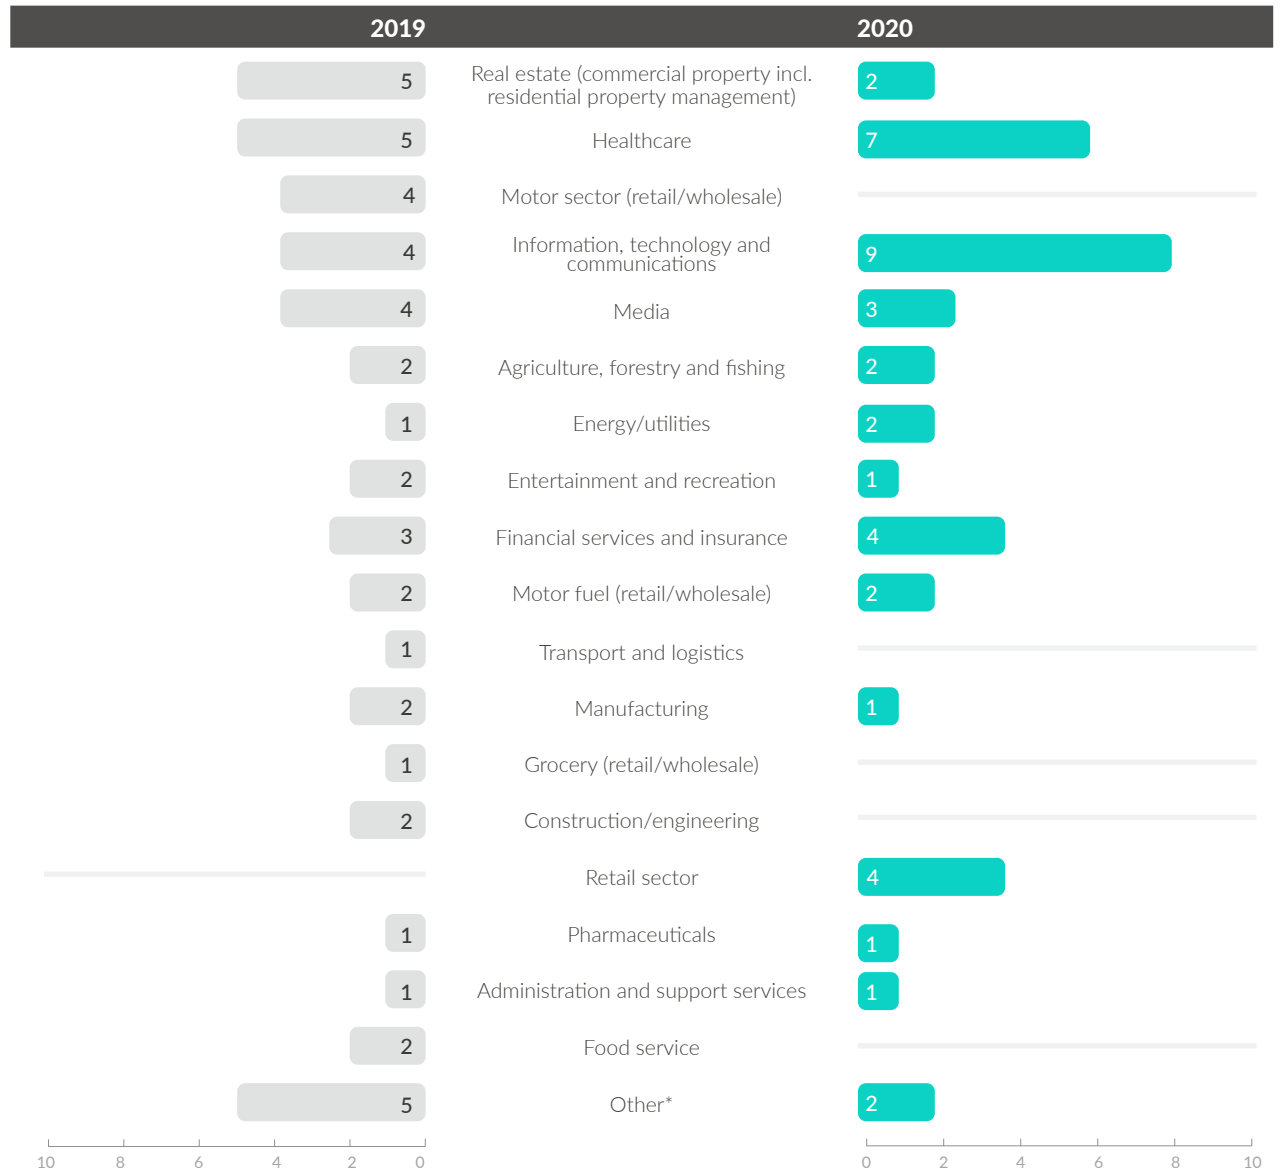 2019 2020
5 Real estate (commercial property incl. 2
residential property management)
5 Healthcare 7
4 Motor sector (retail/wholesale)
4 Information, technology and 9
communications
4 Media 3
2 Agriculture, forestry and fishing 2
1 Energy/utilities 2
2 Entertainment and recreation 1
3 Financial services and insurance 4
2 Motor fuel (retail/wholesale) 2
1 Transport and logistics
2 Manufacturing 1
1 Grocery (retail/wholesale)
2 Construction/engineering
Retail sector 4
1 Pharmaceuticals 1
1 Administration and support services 1
2 Food service
5 Other* 2
10 8 6 4 2 0 0 2 4 6 8 10